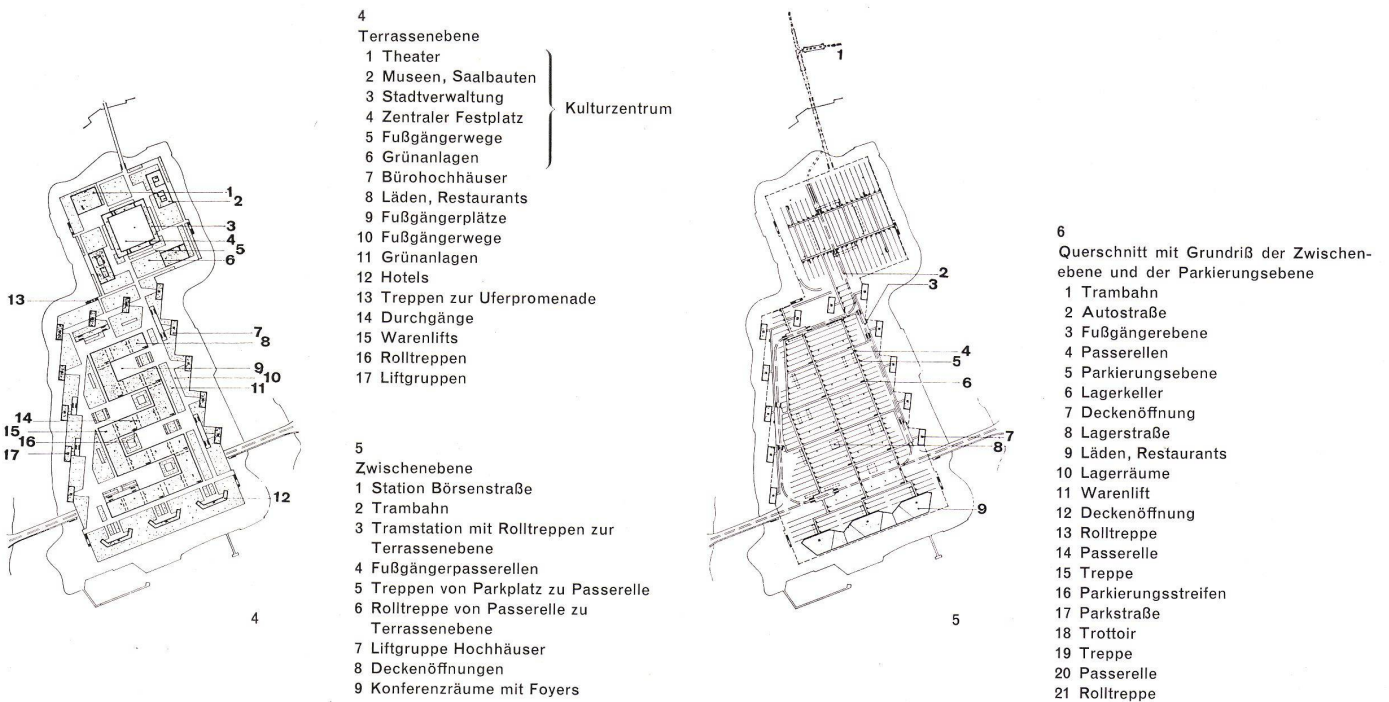 4
Terrassenebene
1 Theater
2 Museen, Saalbauten
3 Stadtverwaltung
4 Zentraler Festplatz
5 Fußgängerwege
6 Grünanlagen
Kulturzentrum
7 Bürohochhäuser
8 Läden, Restaurants
9 Fußgängerplätze
10 Fußgängerwege
11 Grünanlagen
12 Hotels
13 Treppen zur Uferpromenade
14 Durchgänge
15 Warenlifts
16 Rolltreppen
17 Liftgruppen
1
2
3
4
5
6
13
7
8
9
10
11
14
15
16
17
12
4
5
Zwischenebene
1 Station Börsenstraße
2 Trambahn
3 Tramstation mit Rolltreppen zur
Terrassenebene
4 Fußgängerpasserellen
5 Treppen von Parkplatz zu Passerelle
6 Rolltreppe von Passerelle zu
Terrassenebene
7 Liftgruppe Hochhäuser
8 Deckenöffnungen
9 Konferenzräume mit Foyers
1
2
3
4
5
6
7
8
9
5
6
Querschnitt mit Grundriß der Zwischen-
ebene und der Parkierungsebene
1 Trambahn
2 Autostraße
3 Fußgängerebene
4 Passerellen
5 Parkierungsebene
6 Lagerkeller
7 Deckenöffnung
8 Lagerstraße
9 Läden, Restaurants
10 Lagerräume
11 Warenlift
12 Deckenöffnung
13 Rolltreppe
14 Passerelle
15 Treppe
16 Parkierungsstreifen
17 Parkstraße
18 Trottoir
19 Treppe
20 Passerelle
21 Rolltreppe